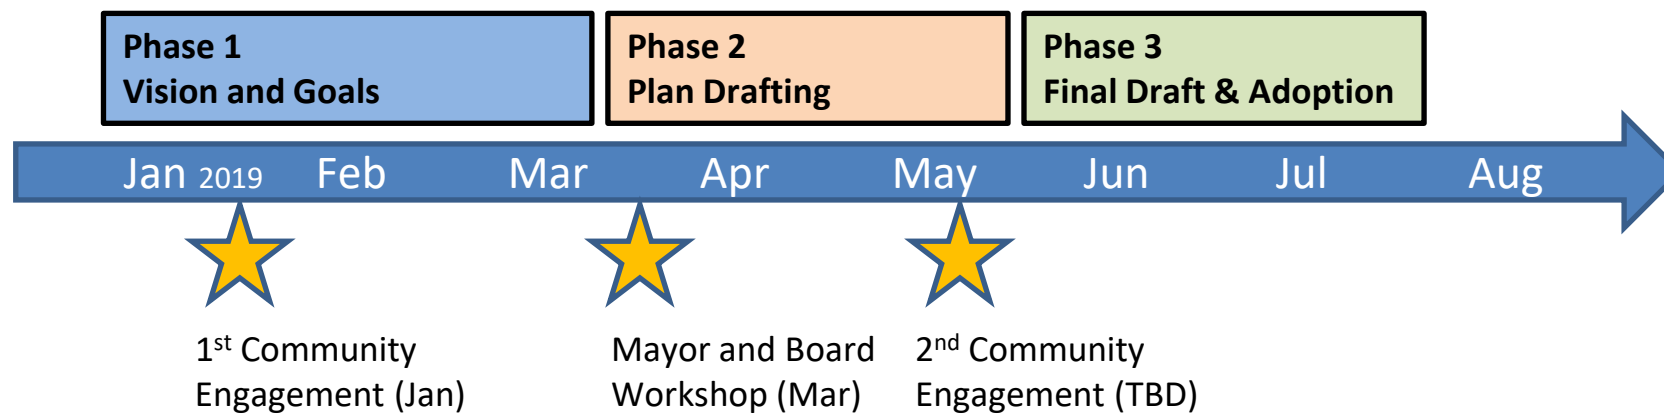 Phase 1
Vision and Goals
Phase 2
Plan Drafting
Phase 3
Final Draft & Adoption
Jan 2019 Feb Mar Apr May Jun Jul Aug
1st Community
Engagement (Jan)
Mayor and Board
Workshop (Mar)
2nd Community
Engagement (TBD)